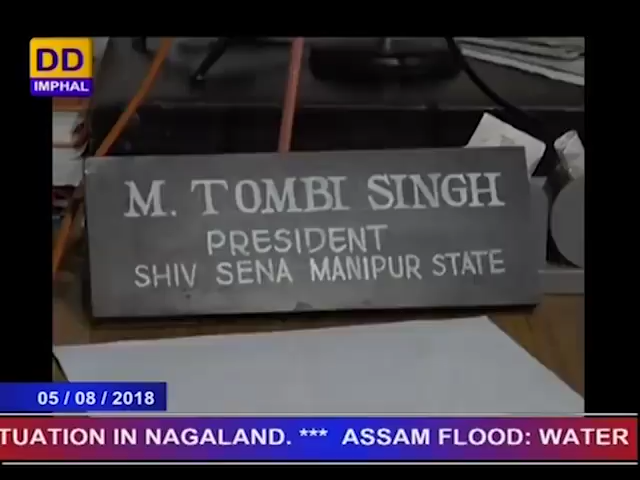 DD
IMPHAL
M. TOMBI SINGH
PRESIDENT
SHIV SENA MANIPUR STATE
05 / 08 / 2018
TUATION IN NAGALAND. *** ASSAM FLOOD: WATER